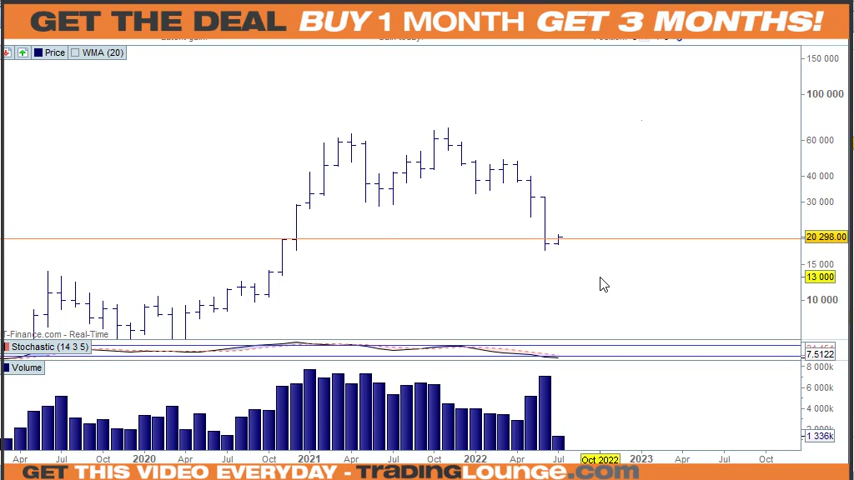 GET THE DEAL BUY 1 MONTH GET 3 MONTHS!
Price WMA (20)
150 000
100 000
60 000
40 000
30 000
20 298.00
15 000
13 000
10 000
T-Finance.com - Real-Time
Stochastic (14 3 5)
7.5122
Volume
8 000k
6 000k
4 000k
1 336k
Apr Jul Oct 2020 Apr Jul Oct 2021 Apr Jul Oct 2022 Apr Jul Oct 2022 2023 Apr Jul Oct
GET THIS VIDEO EVERYDAY - TradingLounge.com